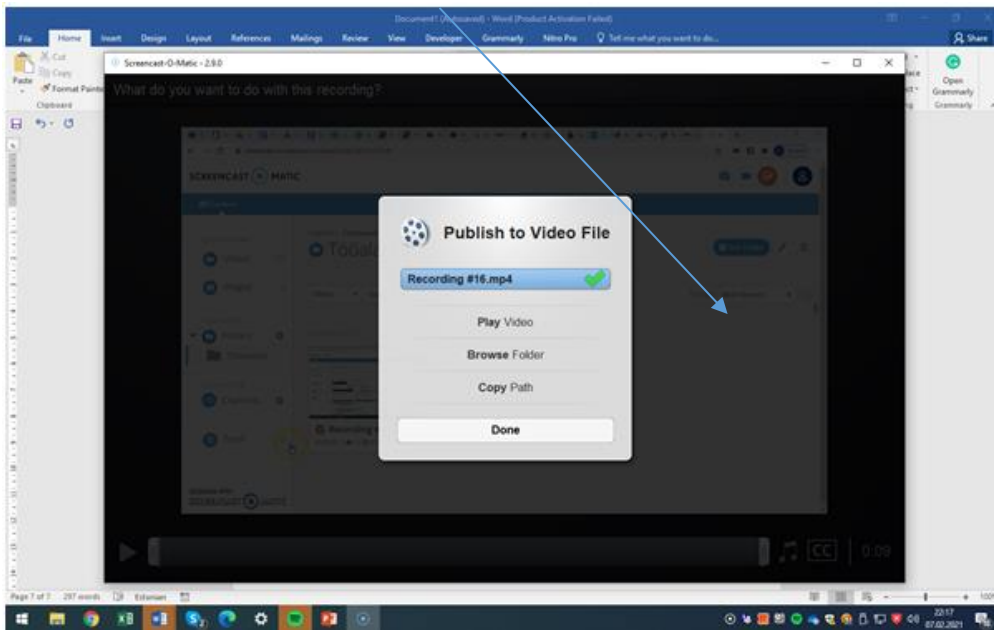 Document1 (Autosaved) - Word (Product Activation Failed)
File Home Insert Design Layout References Mailings Review View Developer Grammarly Nitro Pro Tell me what you want to do... Share
Cut
Copy
Format Painter
Paste
Clipboard
Open
Grammarly
Grammarly
Screencast-O-Matic - 2.9.0
What do you want to do with this recording?
SCREENCAST MATIC
Publish to Video File
Recording #16.mp4
Play Video
Browse Folder
Copy Path
Done
Recording
CC 0:09
Page 7 of 7 297 words Estonian
100%
22:17
07.02.2021